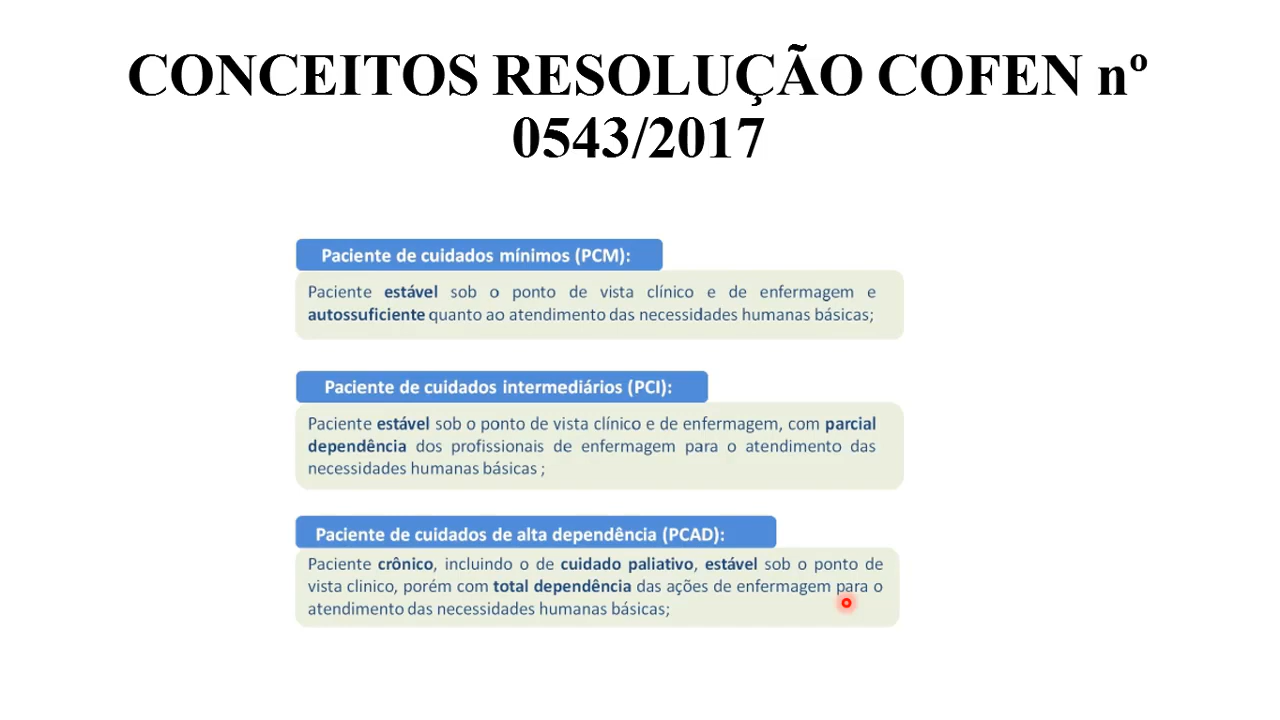 CONCEITOS RESOLUÇÃO COFEN nº
0543/2017
Paciente de cuidados mínimos (PCM):
Paciente estável sob o ponto de vista clínico e de enfermagem e
autossuficiente quanto ao atendimento das necessidades humanas básicas;
Paciente de cuidados intermediários (PCI):
Paciente estável sob o ponto de vista clínico e de enfermagem, com parcial
dependência dos profissionais de enfermagem para o atendimento das
necessidades humanas básicas ;
Paciente de cuidados de alta dependência (PCAD):
Paciente crônico, incluindo o de cuidado paliativo, estável sob o ponto de
vista clinico, porém com total dependência das ações de enfermagem para o
atendimento das necessidades humanas básicas;